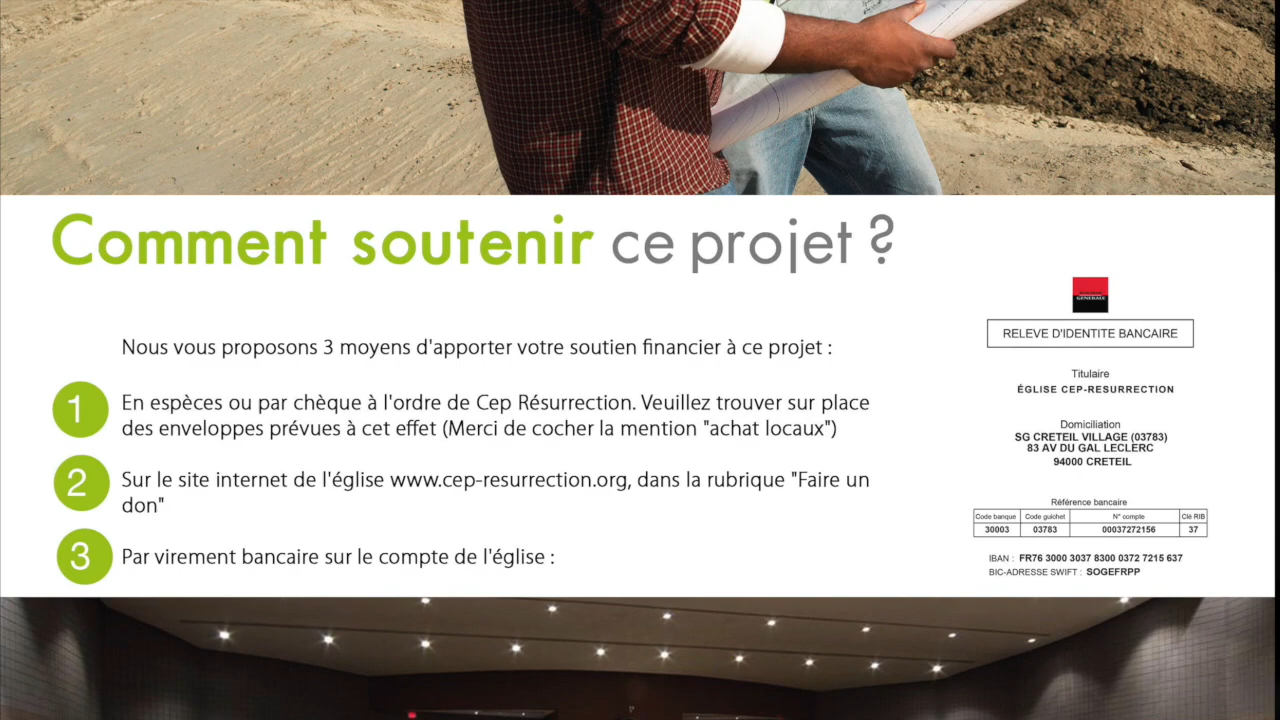 Comment soutenir ce projet ?
Nous vous proposons 3 moyens d'apporter votre soutien financier à ce projet :
1 En espèces ou par chèque à l'ordre de Cep Résurrection. Veuillez trouver sur place
des enveloppes prévues à cet effet (Merci de cocher la mention "achat locaux")
2 Sur le site internet de l'église www.cep-resurrection.org, dans la rubrique "Faire un
don"
3 Par virement bancaire sur le compte de l'église :
GENERALE
RELEVE D'IDENTITE BANCAIRE
Titulaire
ÉGLISE CEP-RESURRECTION
Domiciliation
SG CRETEIL VILLAGE (03783)
83 AV DU GAL LECLERC
94000 CRETEIL
Référence bancaire
Code banque Code guichet N° compte Clé RIB
30003 03783 00037272156 37
IBAN : FR76 3000 3037 8300 0372 7215 637
BIC-ADRESSE SWIFT : SOGEFRPP